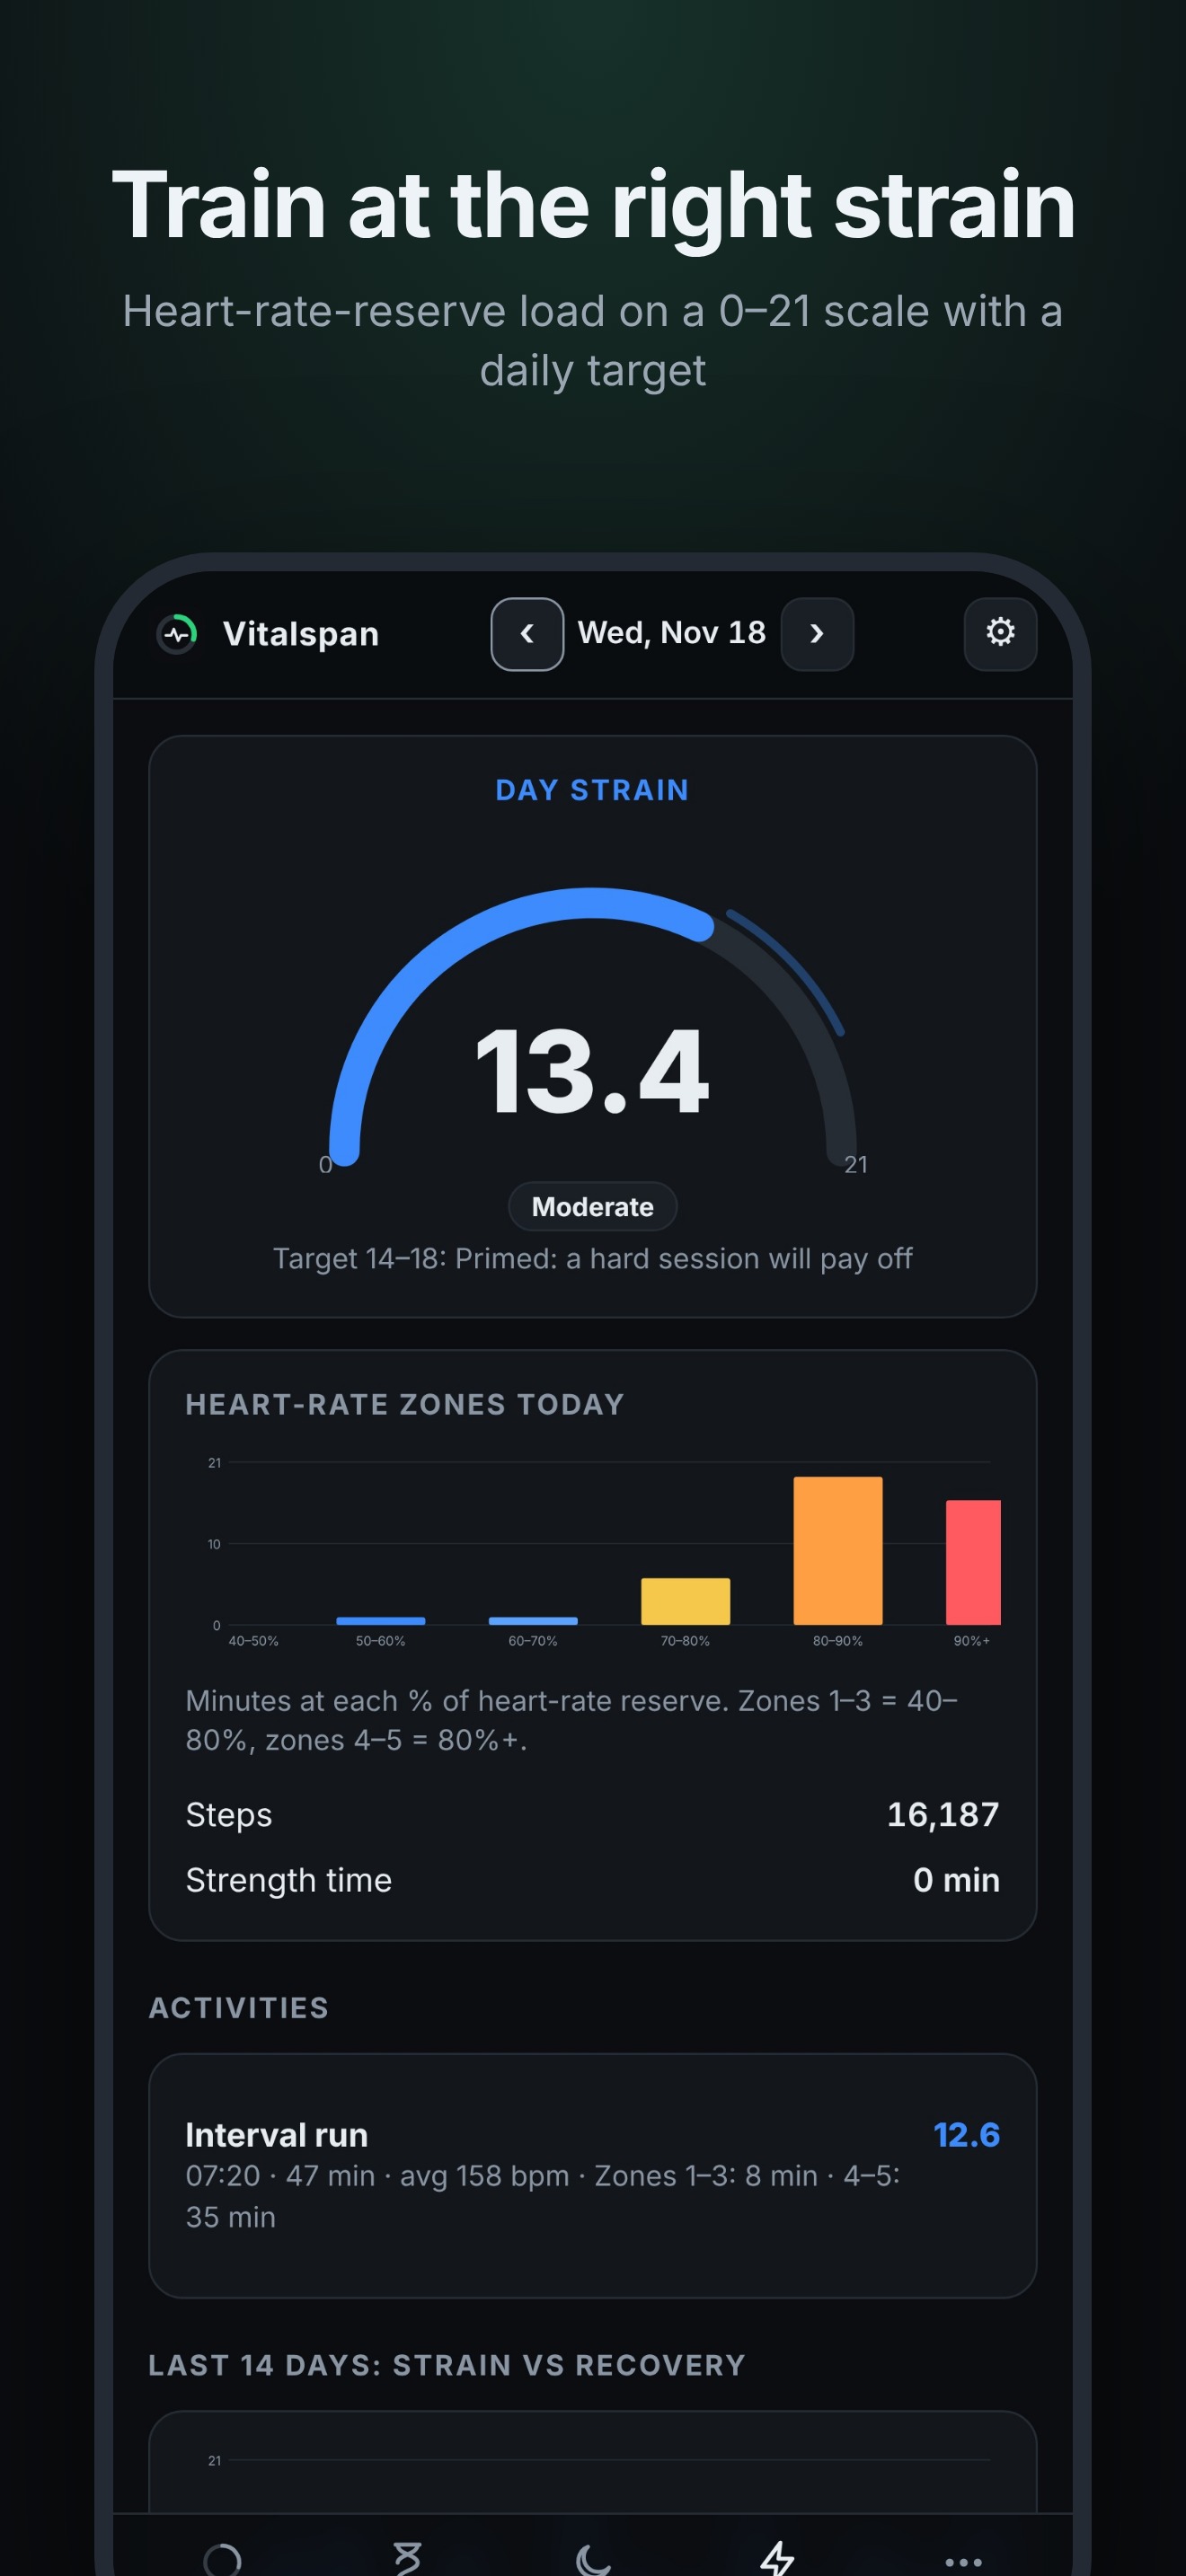 Train at the right strain
Heart-rate-reserve load on a 0–21 scale with a
daily target
Vitalspan
‹ Wed, Nov 18 ›
DAY STRAIN
13.4
0
21
Moderate
Target 14–18: Primed: a hard session will pay off
HEART-RATE ZONES TODAY
21
10
0
40–50% 50–60% 60–70% 70–80% 80–90% 90%+
Minutes at each % of heart-rate reserve. Zones 1–3 = 40–
80%, zones 4–5 = 80%+.
Steps 16,187
Strength time 0 min
ACTIVITIES
Interval run 12.6
07:20 · 47 min · avg 158 bpm · Zones 1–3: 8 min · 4–5:
35 min
LAST 14 DAYS: STRAIN VS RECOVERY
21